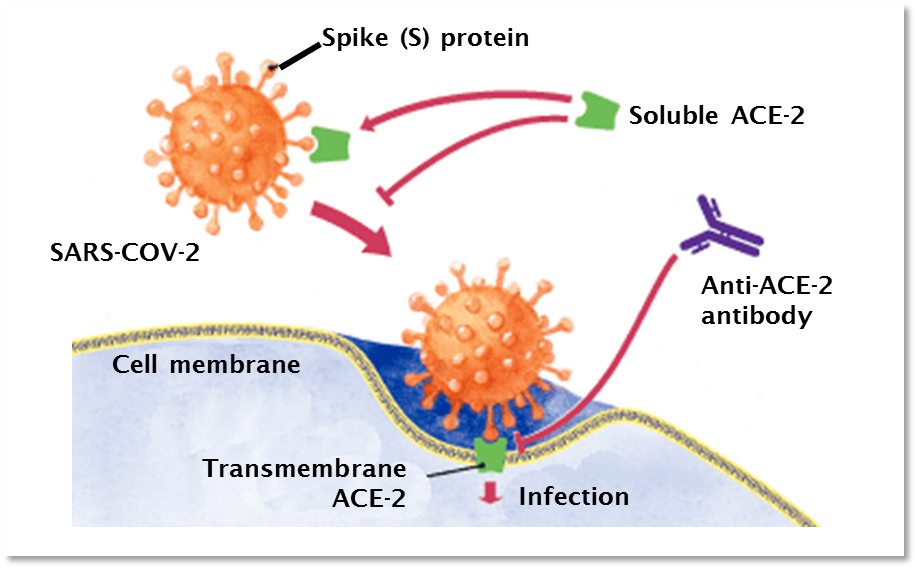 Spike (S) protein
Soluble ACE-2
SARS-COV-2
Anti-ACE-2
antibody
Cell membrane
Transmembrane
ACE-2
Infection